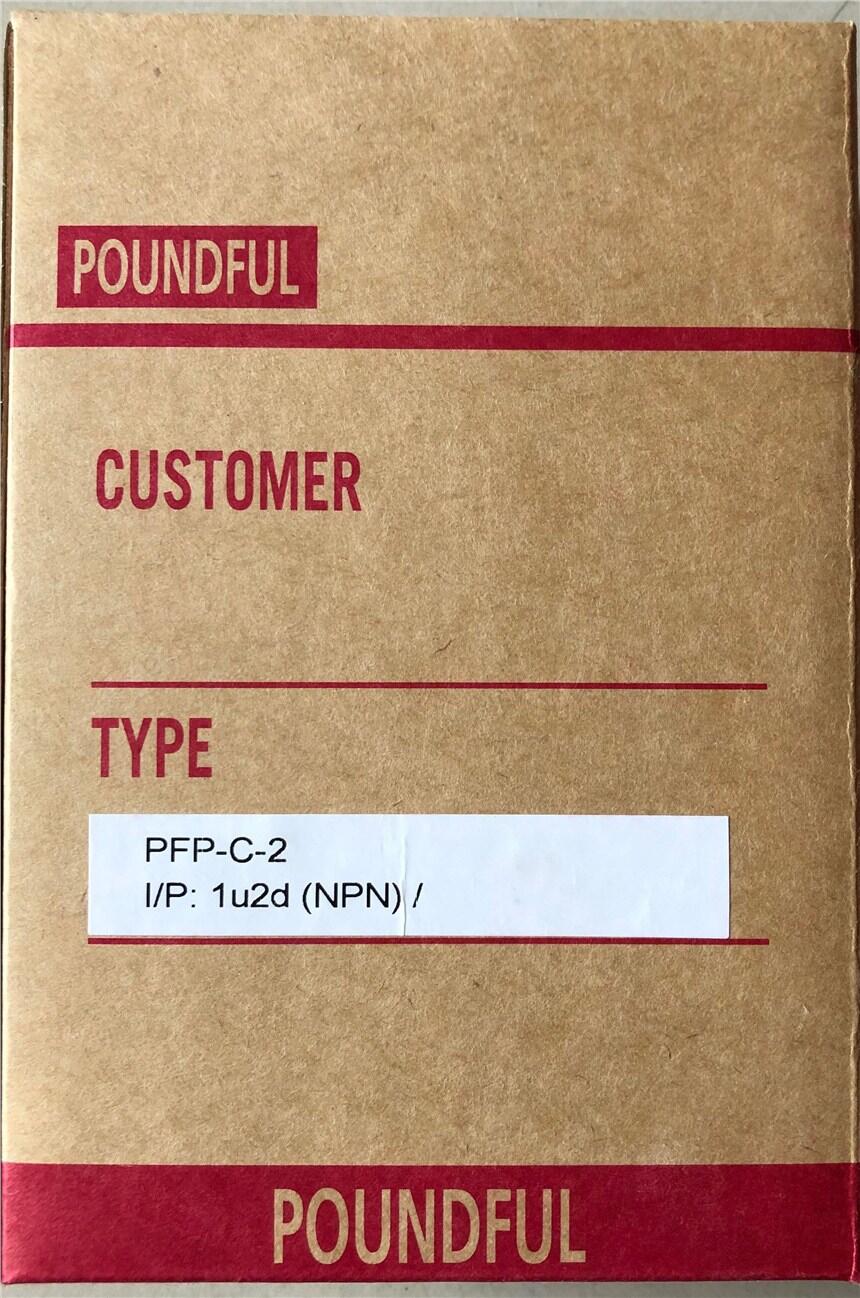 POUNDFUL
CUSTOMER
TYPE
PFP-C-2
I/P: 1u2d (NPN) /
POUNDFUL